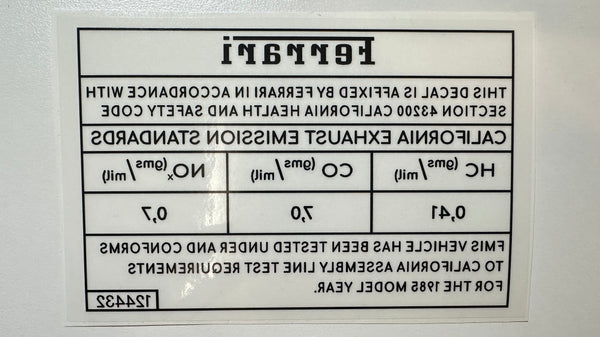 Ferrari
THIS DECAL IS AFFIXED BY FERRARI IN ACCORDANCE WITH
SECTION 43200 CALIFORNIA HEALTH AND SAFETY CODE
CALIFORNIA EXHAUST EMISSION STANDARDS
HC (gms/mil) CO (gms/mil) NOx (gms/mil)
0,41 7,0 0,7
FMIS VEHICLE HAS BEEN TESTED UNDER AND CONFORMS
TO CALIFORNIA ASSEMBLY LINE TEST REQUIREMENTS
FOR THE 1985 MODEL YEAR.
124432